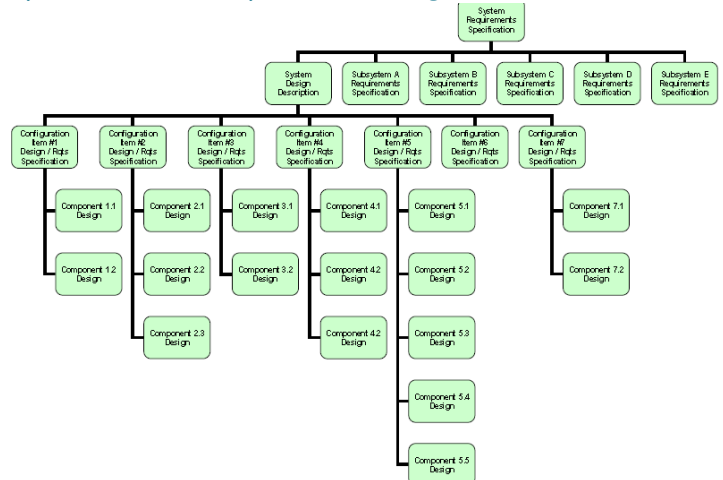 System
Requirements
Specification
System
Design
Description
Subsystem A
Requirements
Specification
Subsystem B
Requirements
Specification
Subsystem C
Requirements
Specification
Subsystem D
Requirements
Specification
Subsystem E
Requirements
Specification
Configuration
Item #1
Design / Rqts
Specification
Configuration
Item #2
Design / Rqts
Specification
Configuration
Item #3
Design / Rqts
Specification
Configuration
Item #4
Design / Rqts
Specification
Configuration
Item #5
Design / Rqts
Specification
Configuration
Item #6
Design / Rqts
Specification
Configuration
Item #7
Design / Rqts
Specification
Component 1.1
Design
Component 2.1
Design
Component 3.1
Design
Component 4.1
Design
Component 5.1
Design
Component 7.1
Design
Component 1.2
Design
Component 2.2
Design
Component 3.2
Design
Component 4.2
Design
Component 5.2
Design
Component 7.2
Design
Component 2.3
Design
Component 4.2
Design
Component 5.3
Design
Component 5.4
Design
Component 5.5
Design